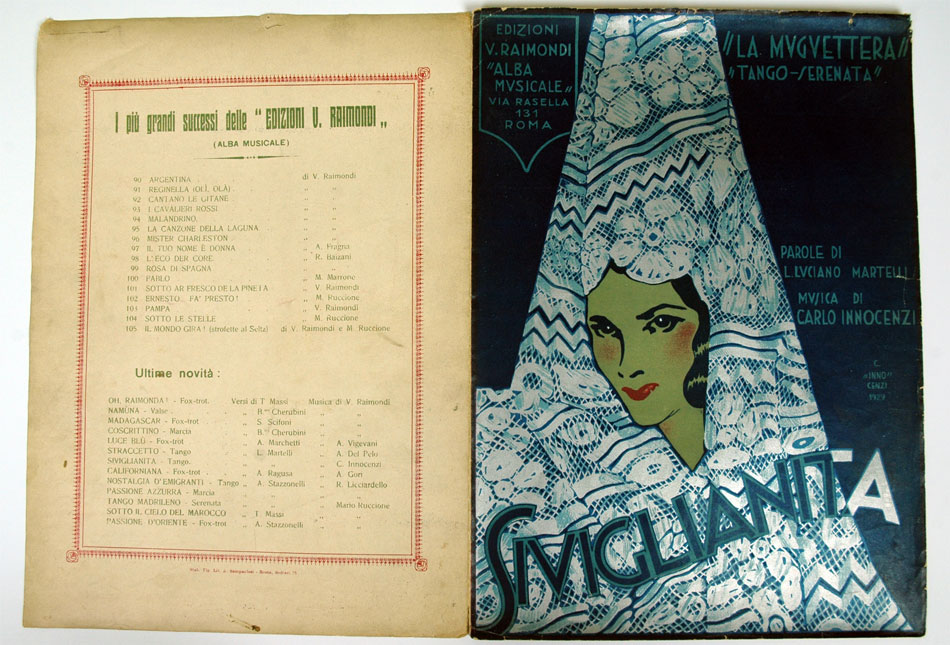 I più grandi successi delle "EDIZIONI V. RAIMONDI „
(ALBA MUSICALE)
90 ARGENTINA . di V. Raimondi
91 REGINELLA (OLÌ, OLÀ) . „ „
92 CANTANO LE GITANE . „ „
93 I CAVALIERI ROSSI „ „
94 MALANDRINO. „ „
95 LA CANZONE DELLA LAGUNA „ „
96 MISTER CHARLESTON . „ „
97 IL TUO NOME È DONNA „ A. Fragna
98 L'ECO DER CORE. „ R. Balzani
99 ROSA DI SPAGNA „ „
100 PABLO „ M. Marrone
101 SOTTO AR FRESCO DE LA PINETA „ V. Raimondi
102 ERNESTO... FA' PRESTO! „ M. Ruccione
103 PAMPA „ V. Raimondi
104 SOTTO LE STELLE „ M. Ruccione
105 IL MONDO GIRA! (strofette al Seltz) di V. Raimondi e M. Ruccione
Ultime novità :
OH, RAIMONDA! - Fox-trot. Versi di T. Massi Musica di V. Raimondi
NAMÙNA - Valse . „ Cherubini „ „
MADAGASCAR - Fox-trot „ S. Scifoni „ „
COSCRITTINO - Marcia „ Cherubini „ „
LUCE BLÙ - Fox-trot „ A. Marchetti „ A. Vigevani
STRACCETTO - Tango „ L. Martelli „ A. Del Pelo
SIVIGLIANITA - Tango. „ „ „ C. Innocenzi
CALIFORNIANA - Fox-trot . „ A. Ragusa „ A. Gori
NOSTALGIA D'EMIGRANTI - Tango „ A. Stazzonelli „ R. Licciardello
PASSIONE AZZURRA - Marcia „ „ „ „
TANGO MADRILENO - Serenata „ „ Mario Ruccione
SOTTO IL CIELO DEL MAROCCO „ T. Massi „ „
PASSIONE D'ORIENTE - Fox-trot „ A. Stazzonelli „ „
EDIZIONI
V. RAIMONDI
"ALBA
MVSICALE„
VIA RASELLA
131
ROMA
"LA MVGVETTERA„
"TANGO-SERENATA„
PAROLE DI
L. LVCIANO MARTELLI
MVSICA DI
CARLO INNOCENZI
C.
"INNO"
CENZI
1929
SIVIGLIANITA